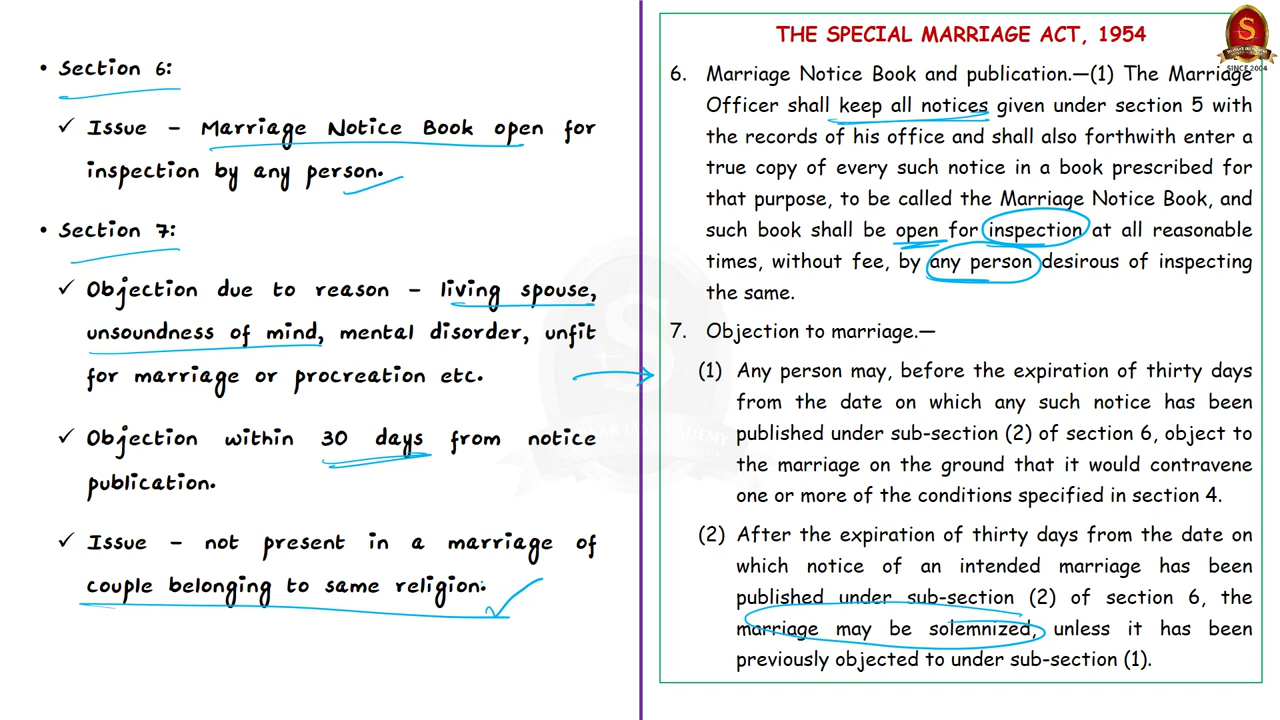 • Section 6:
✓ Issue – Marriage Notice Book open for
inspection by any person.
• Section 7:
✓ Objection due to reason – living spouse,
unsoundness of mind, mental disorder, unfit
for marriage or procreation etc.
✓ Objection within 30 days from notice
publication.
✓ Issue – not present in a marriage of
couple belonging to same religion.
THE SPECIAL MARRIAGE ACT, 1954
6. Marriage Notice Book and publication.—(1) The Marriage
Officer shall keep all notices given under section 5 with
the records of his office and shall also forthwith enter a
true copy of every such notice in a book prescribed for
that purpose, to be called the Marriage Notice Book, and
such book shall be open for inspection at all reasonable
times, without fee, by any person desirous of inspecting
the same.
7. Objection to marriage.—
(1) Any person may, before the expiration of thirty days
from the date on which any such notice has been
published under sub-section (2) of section 6, object to
the marriage on the ground that it would contravene
one or more of the conditions specified in section 4.
(2) After the expiration of thirty days from the date on
which notice of an intended marriage has been
published under sub-section (2) of section 6, the
marriage may be solemnized, unless it has been
previously objected to under sub-section (1).
S
SINCE 2004